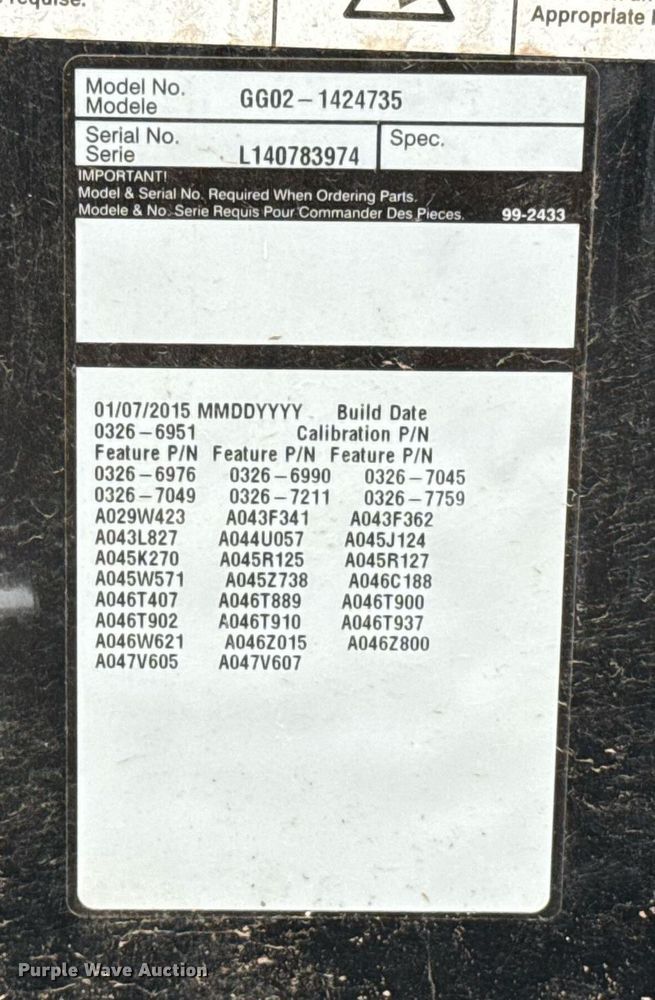 Appropriate
Model No.
Modele
GG02-1424735
Serial No.
Serie
L140783974
Spec.
IMPORTANT!
Model & Serial No. Required When Ordering Parts.
Modele & No. Serie Requis Pour Commander Des Pieces. 99-2433
01/07/2015 MMDDYYYY Build Date
0326-6951 Calibration P/N
Feature P/N Feature P/N Feature P/N
0326-6976 0326-6990 0326-7045
0326-7049 0326-7211 0326-7759
A029W423 A043F341 A043F362
A043L827 A044U057 A045J124
A045K270 A045R125 A045R127
A045W571 A045Z738 A046C188
A046T407 A046T889 A046T900
A046T902 A046T910 A046T937
A046W621 A046Z015 A046Z800
A047V605 A047V607
Purple Wave Auction